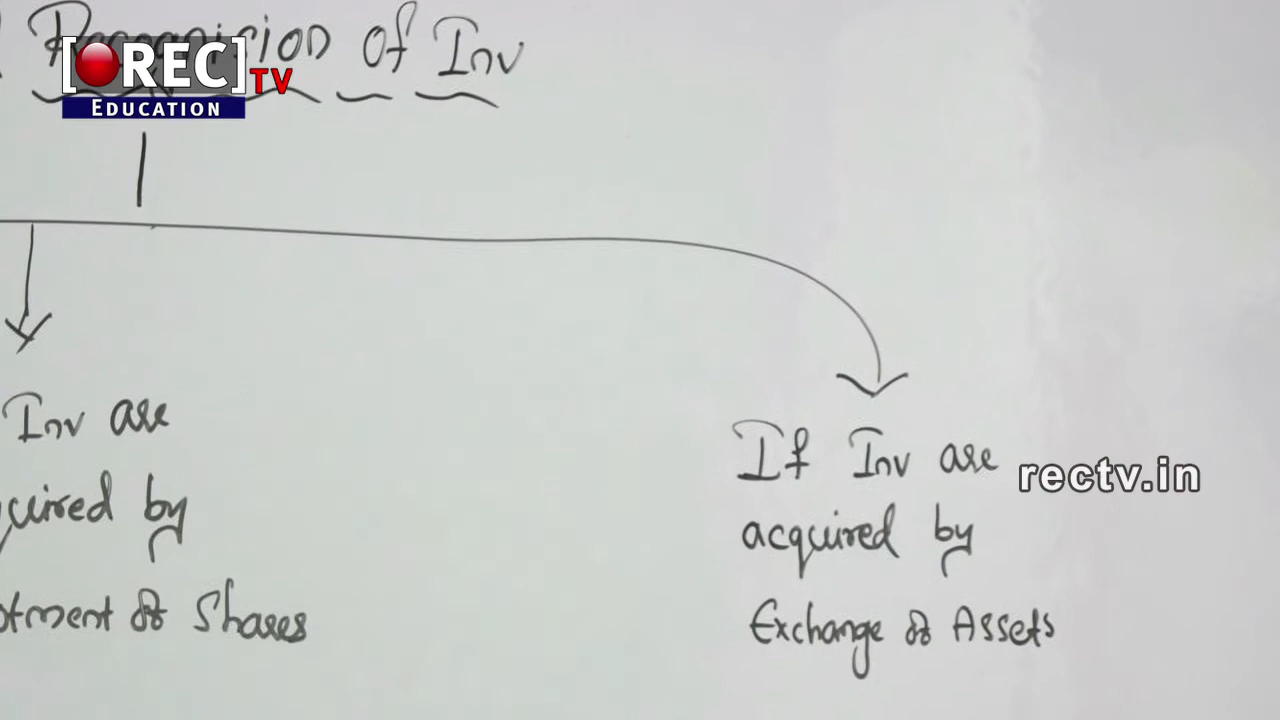 of Inv
[REC] TV
EDUCATION
Inv are
by
of Shares
If Inv are
acquired by
Exchange of Assets
rectv.in